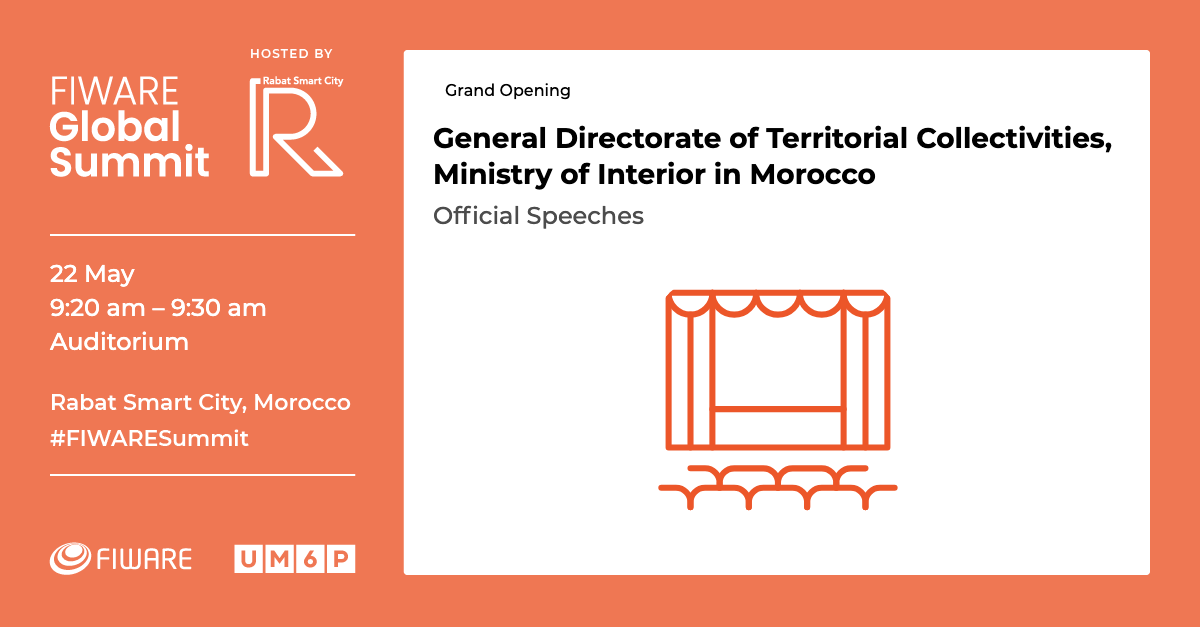 FIWARE
Global
Summit
HOSTED BY
Rabat Smart City
R
22 May
9:20 am – 9:30 am
Auditorium
Rabat Smart City, Morocco
#FIWARESummit
FIWARE
UM6P
Grand Opening
General Directorate of Territorial Collectivities,
Ministry of Interior in Morocco
Official Speeches